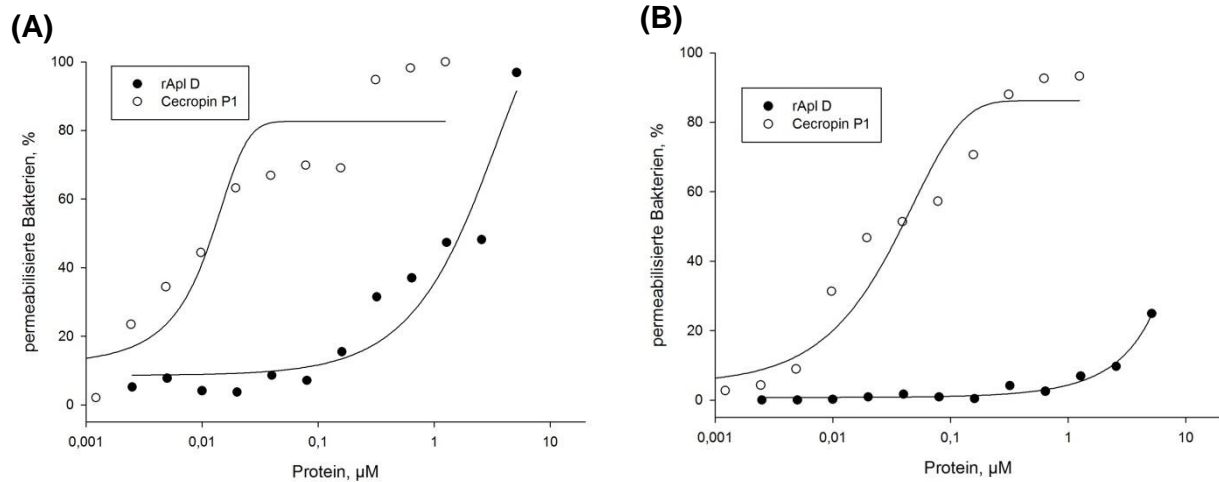 (A)
100
80
60
40
20
0
permeabilisierte Bakterien, %
rApl D
Cecropin P1
0,001
0,01
0,1
1
10
Protein, µM
(B)
100
80
60
40
20
0
permeabilisierte Bakterien, %
rApl D
Cecropin P1
0,001
0,01
0,1
1
10
Protein, µM